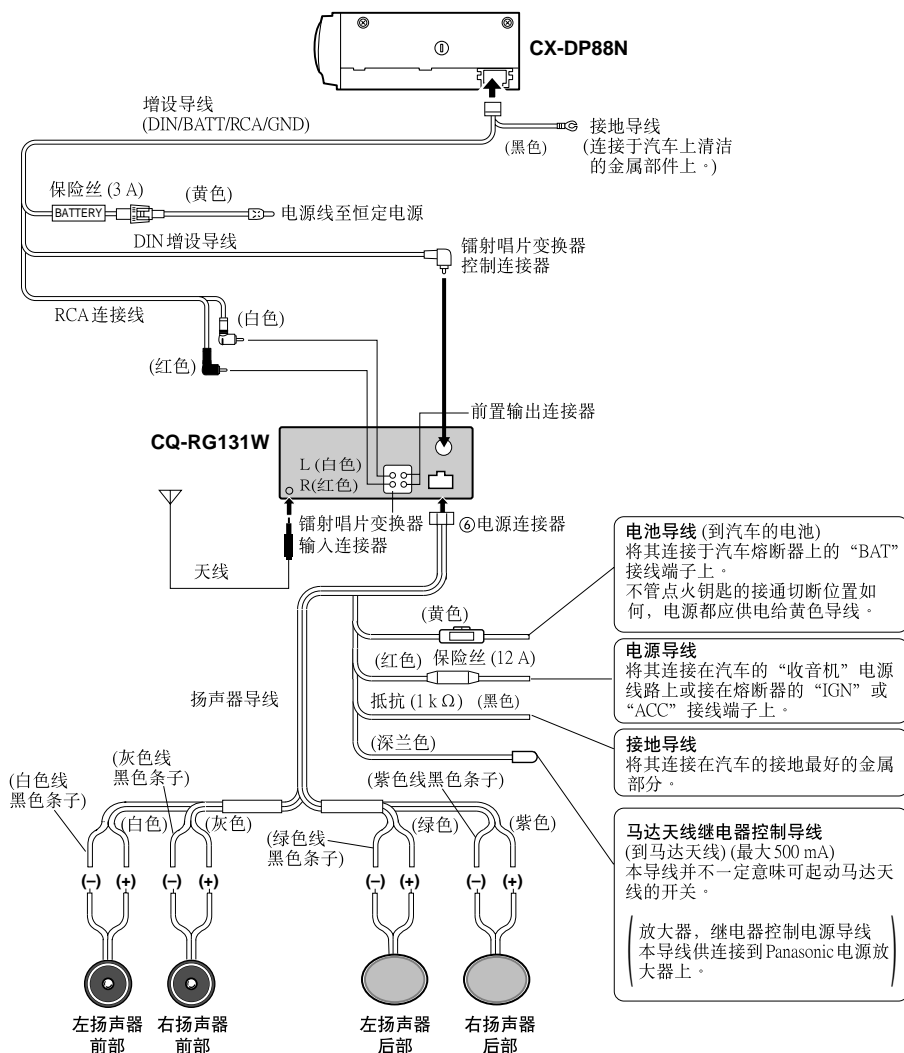 CX-DP88N
增设导线
(DIN/BATT/RCA/GND)
(黑色)
接地导线
(连接于汽车上清洁
的金属部件上。)
保险丝 (3 A)
(黄色)
BATTERY
电源线至恒定电源
DIN 增设导线
镭射唱片变换器
控制连接器
RCA 连接线
(白色)
(红色)
前置输出连接器
CQ-RG131W
L (白色)
R(红色)
镭射唱片变换器
输入连接器
⑥电源连接器
天线
电池导线 (到汽车的电池)
将其连接于汽车熔断器上的“BAT”
接线端子上。
不管点火钥匙的接通切断位置如
何，电源都应供电给黄色导线。
(黄色)
(红色) 保险丝 (12 A)
电源导线
将其连接在汽车的“收音机”电源
线路上或接在熔断器的“IGN”或
“ACC”接线端子上。
扬声器导线
抵抗 (1 k Ω) (黑色)
(深兰色)
接地导线
将其连接在汽车的接地最好的金属
部分。
(白色线
黑色条子)
(灰色线
黑色条子)
(白色)
(灰色)
(紫色线黑色条子)
(绿色线
黑色条子)
(绿色)
(紫色)
马达天线继电器控制导线
(到马达天线) (最大 500 mA)
本导线并不一定意味可起动马达天
线的开关。
(放大器，继电器控制电源导线
本导线供连接到 Panasonic 电源放
大器上。)
(–) (+) (–) (+) (–) (+) (–) (+)
左扬声器
前部
右扬声器
前部
左扬声器
后部
右扬声器
后部